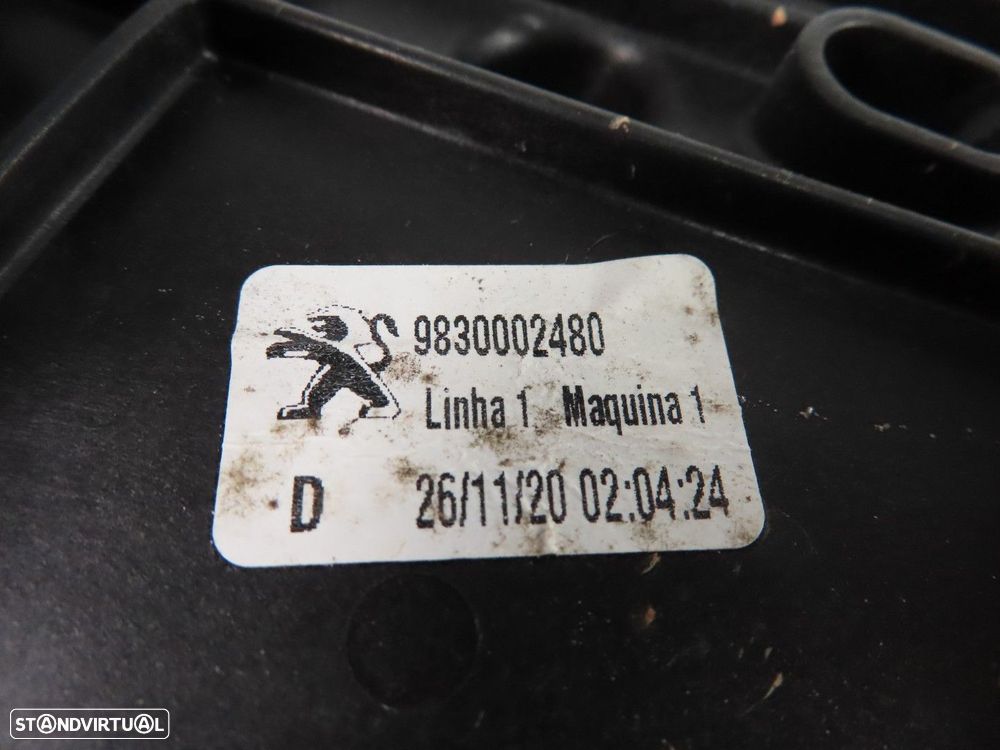 9830002480
Linha 1 Maquina 1
D 26/11/20 02:04:24
STANDVIRTUAL